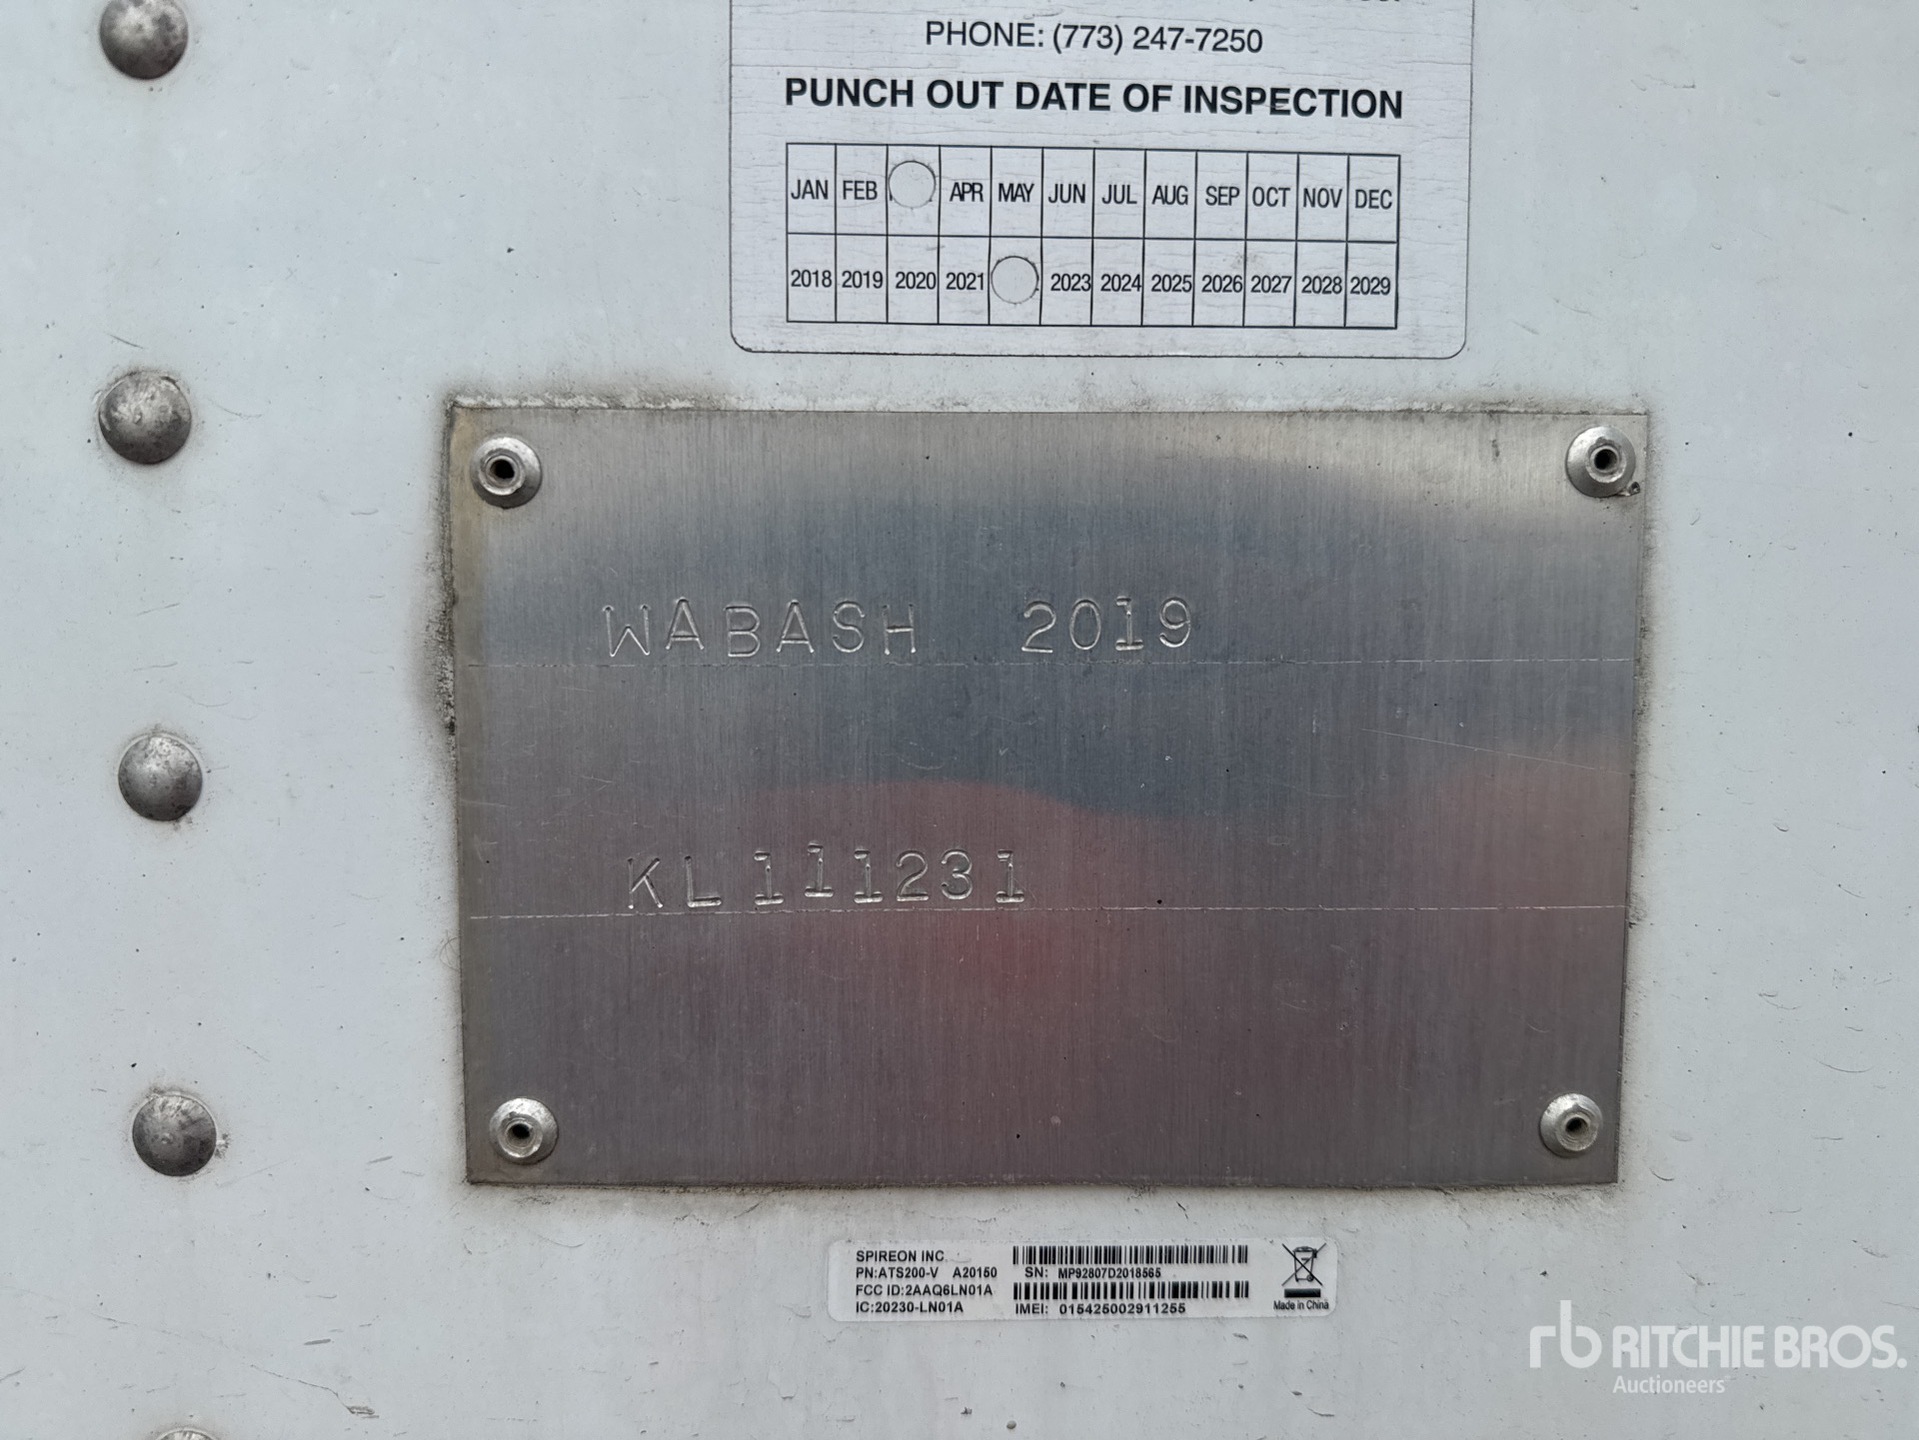 PHONE: (773) 247-7250
PUNCH OUT DATE OF INSPECTION
JAN FEB APR MAY JUN JUL AUG SEP OCT NOV DEC
2018 2019 2020 2021 2023 2024 2025 2026 2027 2028 2029
WABASH 2019
KL111231
SPIREON INC.
PN:ATS200-V A20150 SN: MP92807D2018565
FCC ID:2AAQ6LN01A
IC:20230-LN01A IMEI: 015425002911255
Made in China
rb RITCHIE BROS.
Auctioneers